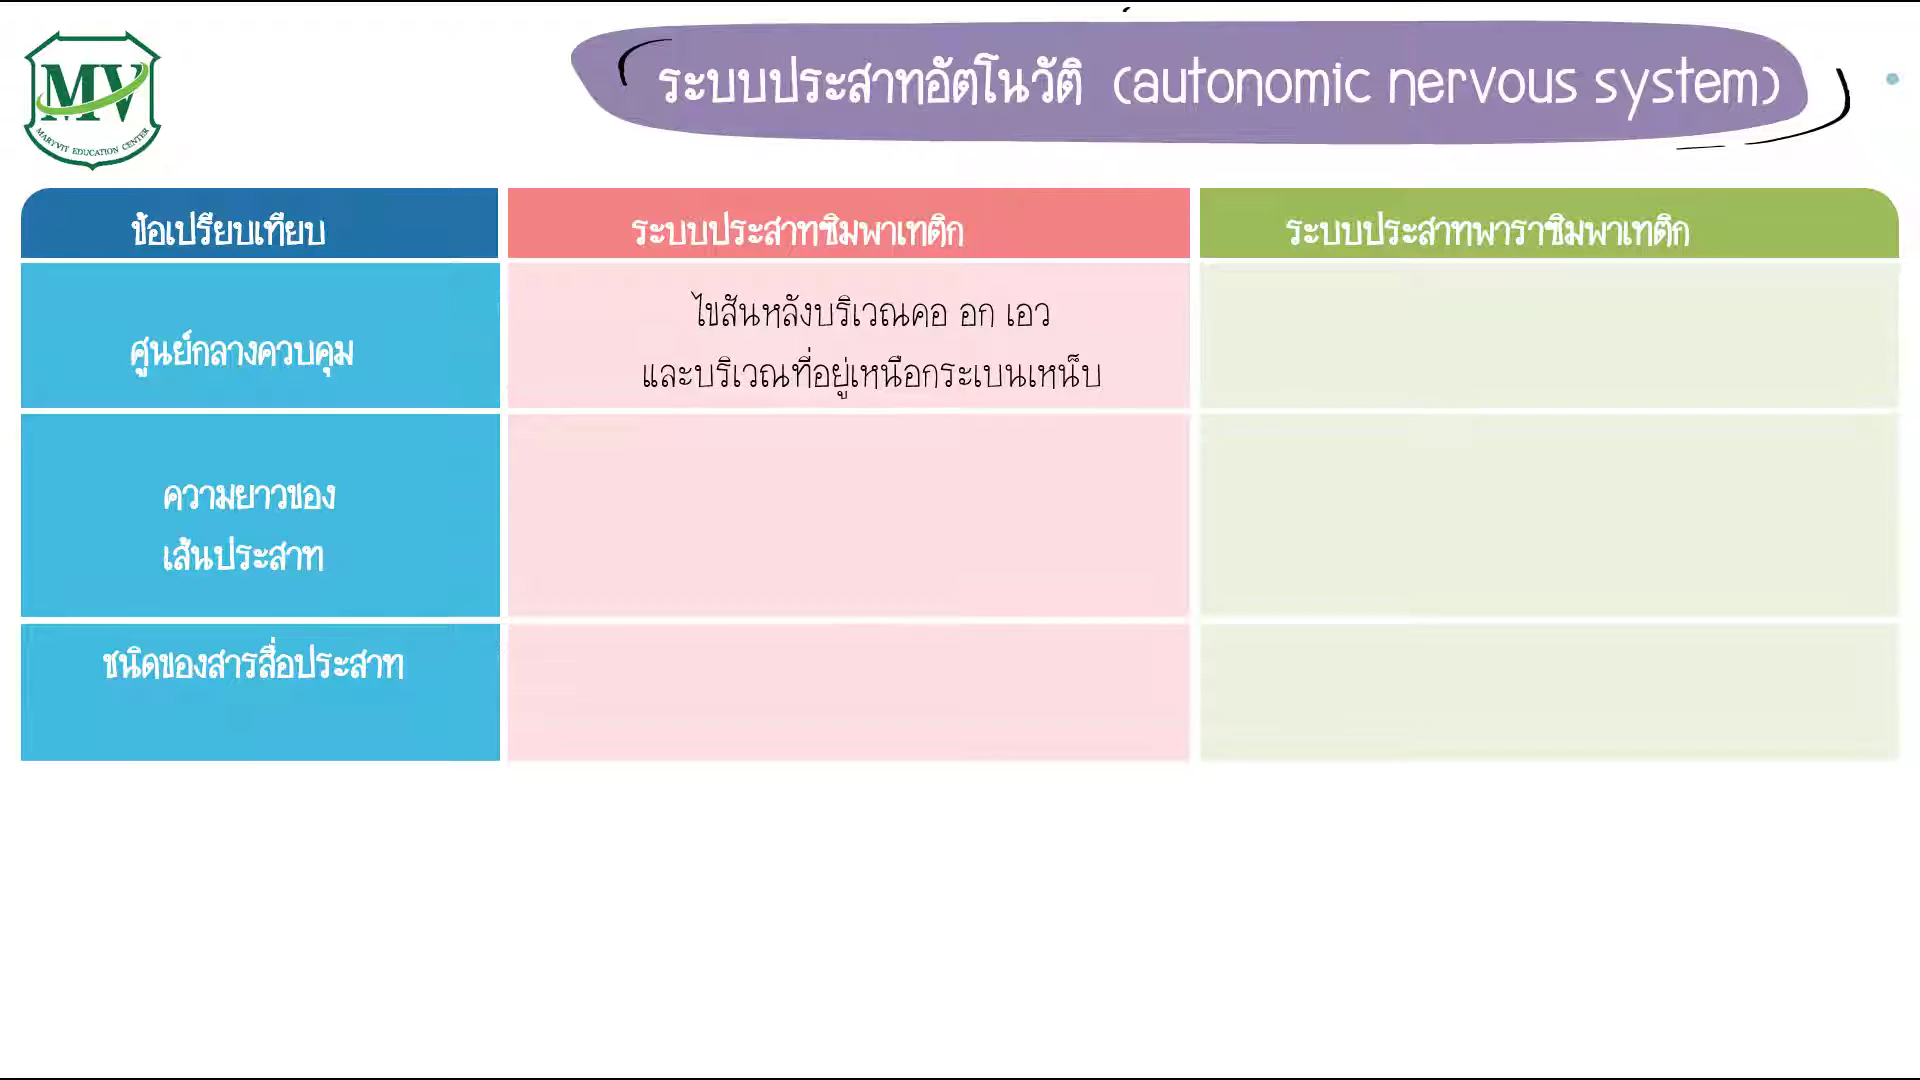 MV
MARYVIT EDUCATION CENTER
ระบบประสาทอัตโนวัติ (autonomic nervous system)
ข้อเปรียบเทียบ
ระบบประสาทซิมพาเทติก
ระบบประสาทพาราซิมพาเทติก
ศูนย์กลางควบคุม
ไขสันหลังบริเวณคอ อก เอว
และบริเวณที่อยู่เหนือกระเบนเหน็บ
ความยาวของ
เส้นประสาท
ชนิดของสารสื่อประสาท